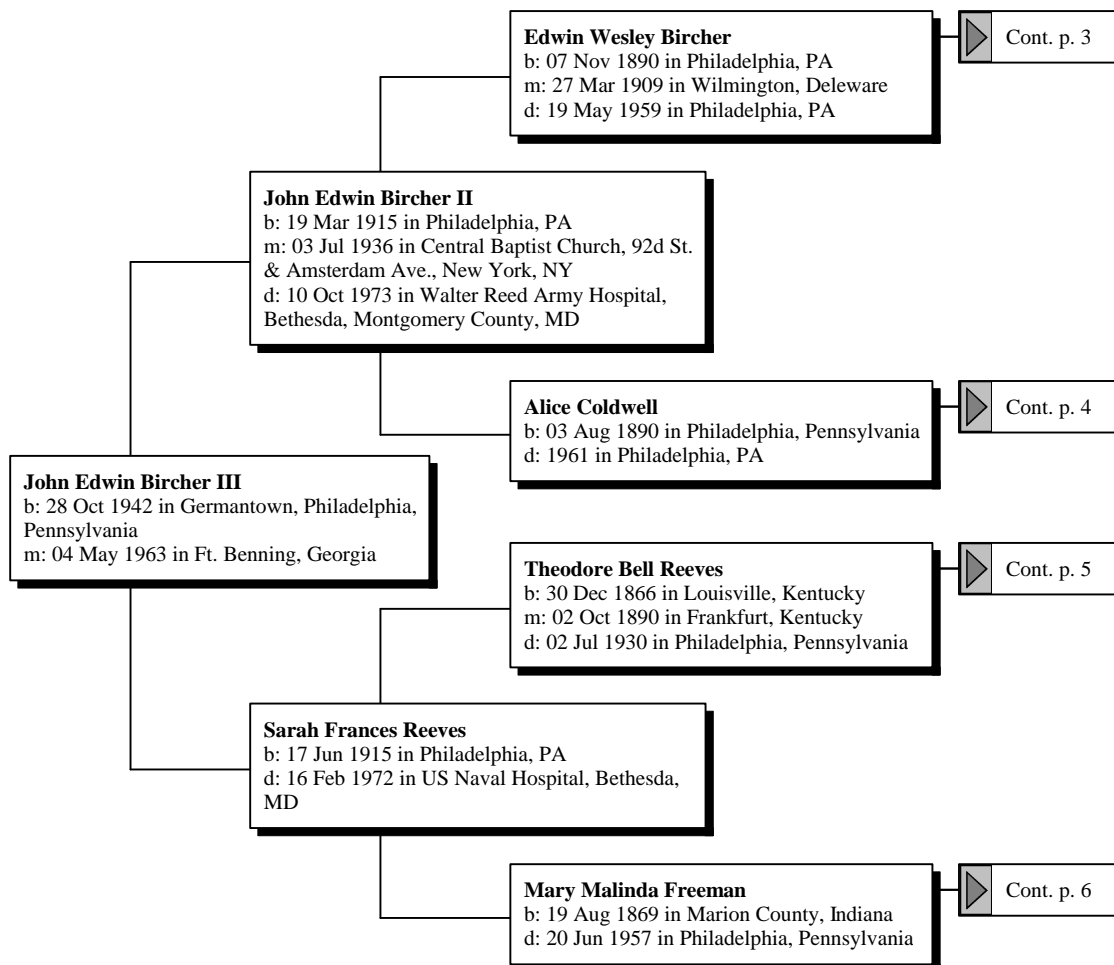 Edwin Wesley Bircher
b: 07 Nov 1890 in Philadelphia, PA
m: 27 Mar 1909 in Wilmington, Deleware
d: 19 May 1959 in Philadelphia, PA
Cont. p. 3
John Edwin Bircher II
b: 19 Mar 1915 in Philadelphia, PA
m: 03 Jul 1936 in Central Baptist Church, 92d St.
& Amsterdam Ave., New York, NY
d: 10 Oct 1973 in Walter Reed Army Hospital,
Bethesda, Montgomery County, MD
Alice Coldwell
b: 03 Aug 1890 in Philadelphia, Pennsylvania
d: 1961 in Philadelphia, PA
Cont. p. 4
John Edwin Bircher III
b: 28 Oct 1942 in Germantown, Philadelphia,
Pennsylvania
m: 04 May 1963 in Ft. Benning, Georgia
Theodore Bell Reeves
b: 30 Dec 1866 in Louisville, Kentucky
m: 02 Oct 1890 in Frankfurt, Kentucky
d: 02 Jul 1930 in Philadelphia, Pennsylvania
Cont. p. 5
Sarah Frances Reeves
b: 17 Jun 1915 in Philadelphia, PA
d: 16 Feb 1972 in US Naval Hospital, Bethesda,
MD
Mary Malinda Freeman
b: 19 Aug 1869 in Marion County, Indiana
d: 20 Jun 1957 in Philadelphia, Pennsylvania
Cont. p. 6